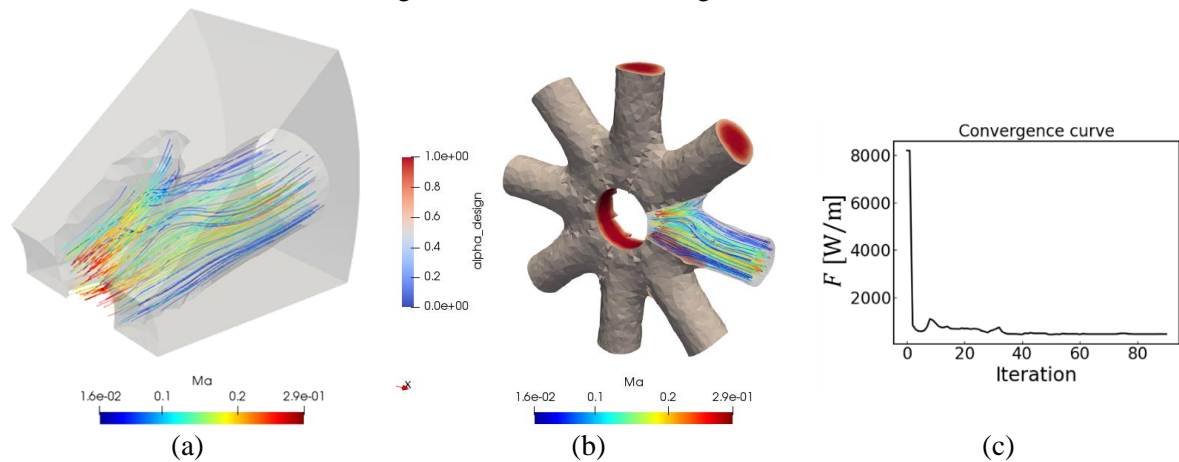 Convergence curve
8000
6000
4000
2000
F [W/m]
0 20 40 60 80
Iteration
1.0e+00
0.8
0.6
0.4
0.2
0.0e+00
alpha_design
x
Ma
1.6e-02 0.1 0.2 2.9e-01
Ma
1.6e-02 0.1 0.2 2.9e-01
(a) (b) (c)